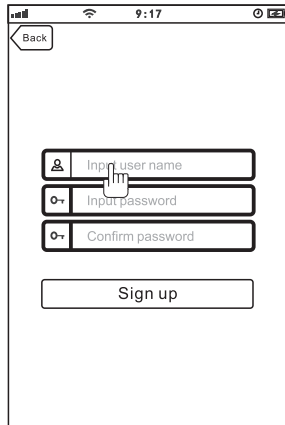 9:17
Back
Input user name
Input password
Confirm password
Sign up